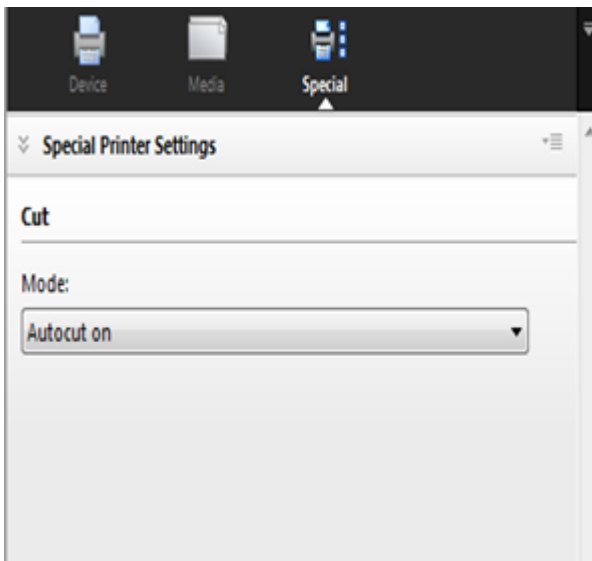 Device Media Special
Special Printer Settings
Cut
Mode:
Autocut on